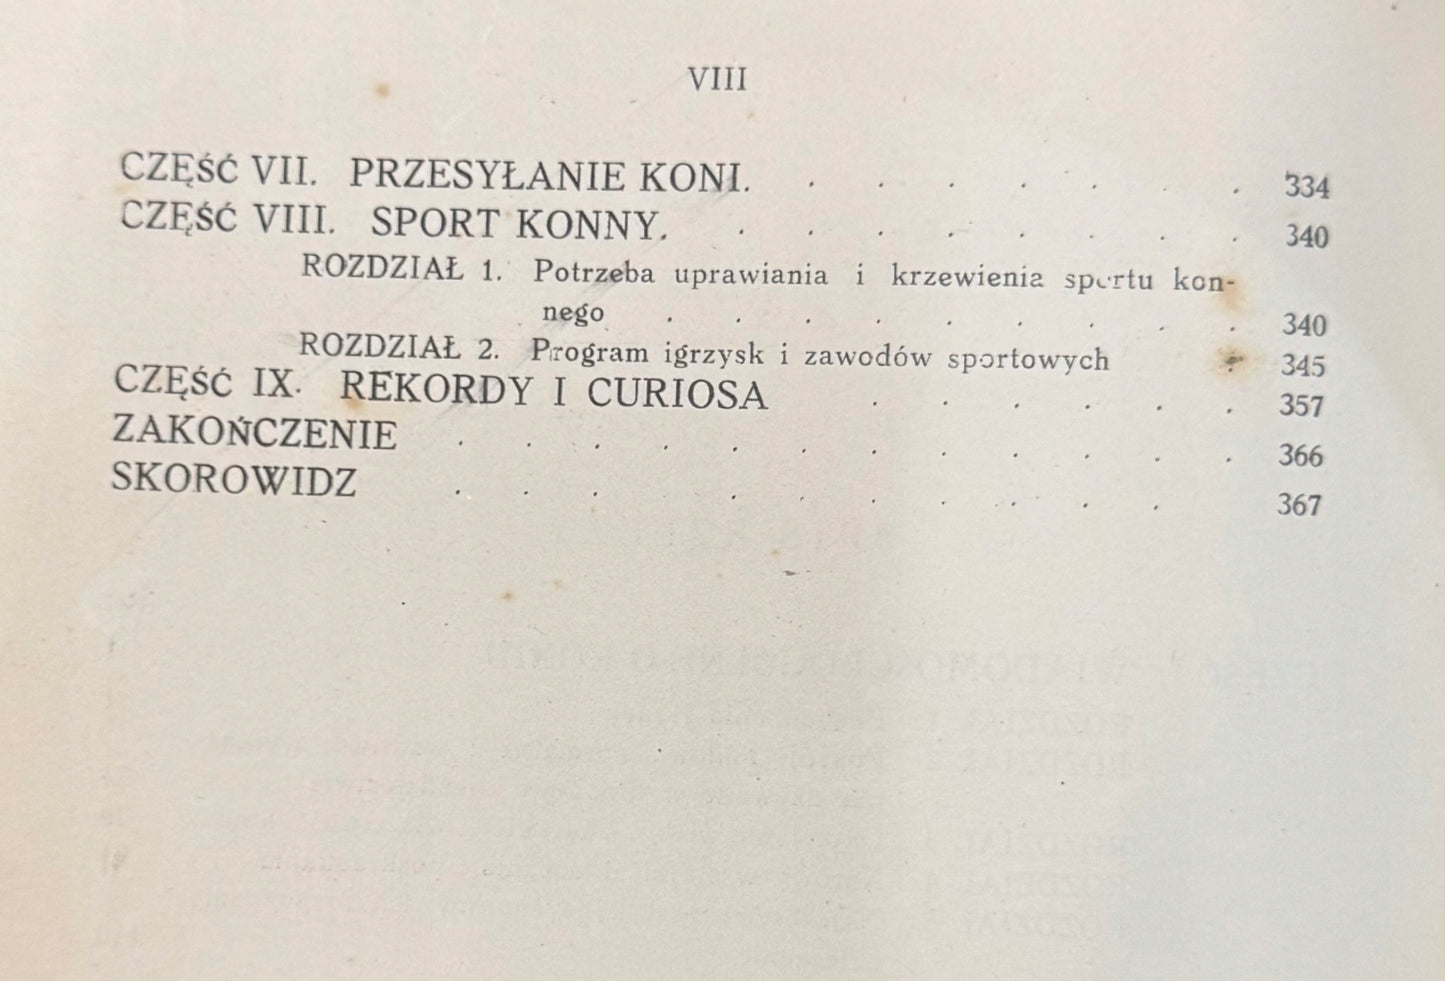 VIII
CZĘŚĆ VII. PRZESYŁANIE KONI. . . . . . . . 334
CZĘŚĆ VIII. SPORT KONNY. . . . . . . . . 340
ROZDZIAŁ 1. Potrzeba uprawiania i krzewienia sportu kon-
nego . . . . . . . . . 340
ROZDZIAŁ 2. Program igrzysk i zawodów sportowych . 345
CZĘŚĆ IX. REKORDY I CURIOSA . . . . . . 357
ZAKOŃCZENIE . . . . . . . . . . . . 366
SKOROWIDZ . . . . . . . . . . 367